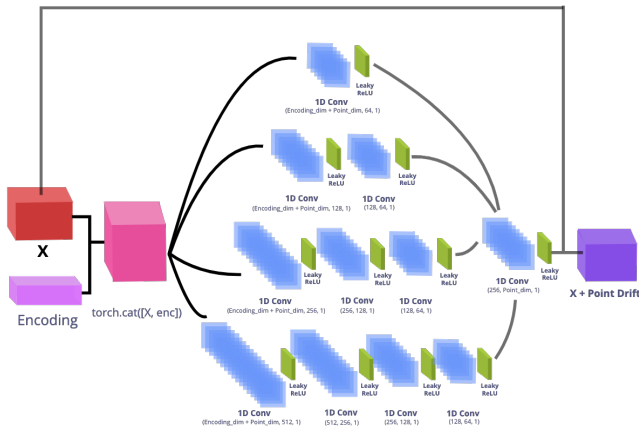 Leaky
ReLU
1D Conv
(Encoding_dim + Point_dim, 64, 1)
Leaky
ReLU
Leaky
ReLU
1D Conv
(Encoding_dim + Point_dim, 128, 1)
1D Conv
(128, 64, 1)
X
Encoding
torch.cat([X, enc])
Leaky
ReLU
Leaky
ReLU
Leaky
ReLU
1D Conv
(Encoding_dim + Point_dim, 256, 1)
1D Conv
(256, 128, 1)
1D Conv
(128, 64, 1)
Leaky
ReLU
1D Conv
(256, Point_dim, 1)
X + Point Drift
Leaky
ReLU
Leaky
ReLU
Leaky
ReLU
Leaky
ReLU
1D Conv
(Encoding_dim + Point_dim, 512, 1)
1D Conv
(512, 256, 1)
1D Conv
(256, 128, 1)
1D Conv
(128, 64, 1)